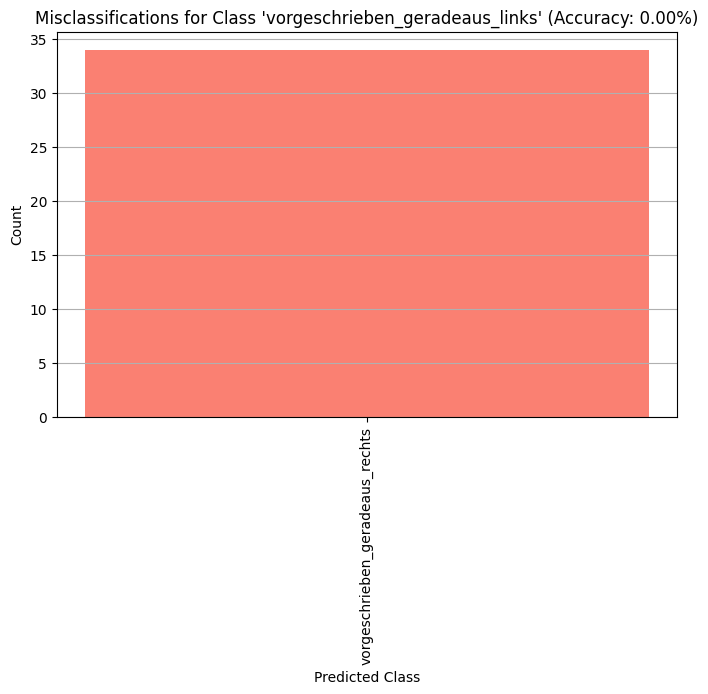 Misclassifications for Class 'vorgeschrieben_geradeaus_links' (Accuracy: 0.00%)
35
30
25
20
15
10
5
0
Count
vorgeschrieben_geradeaus_rechts
Predicted Class